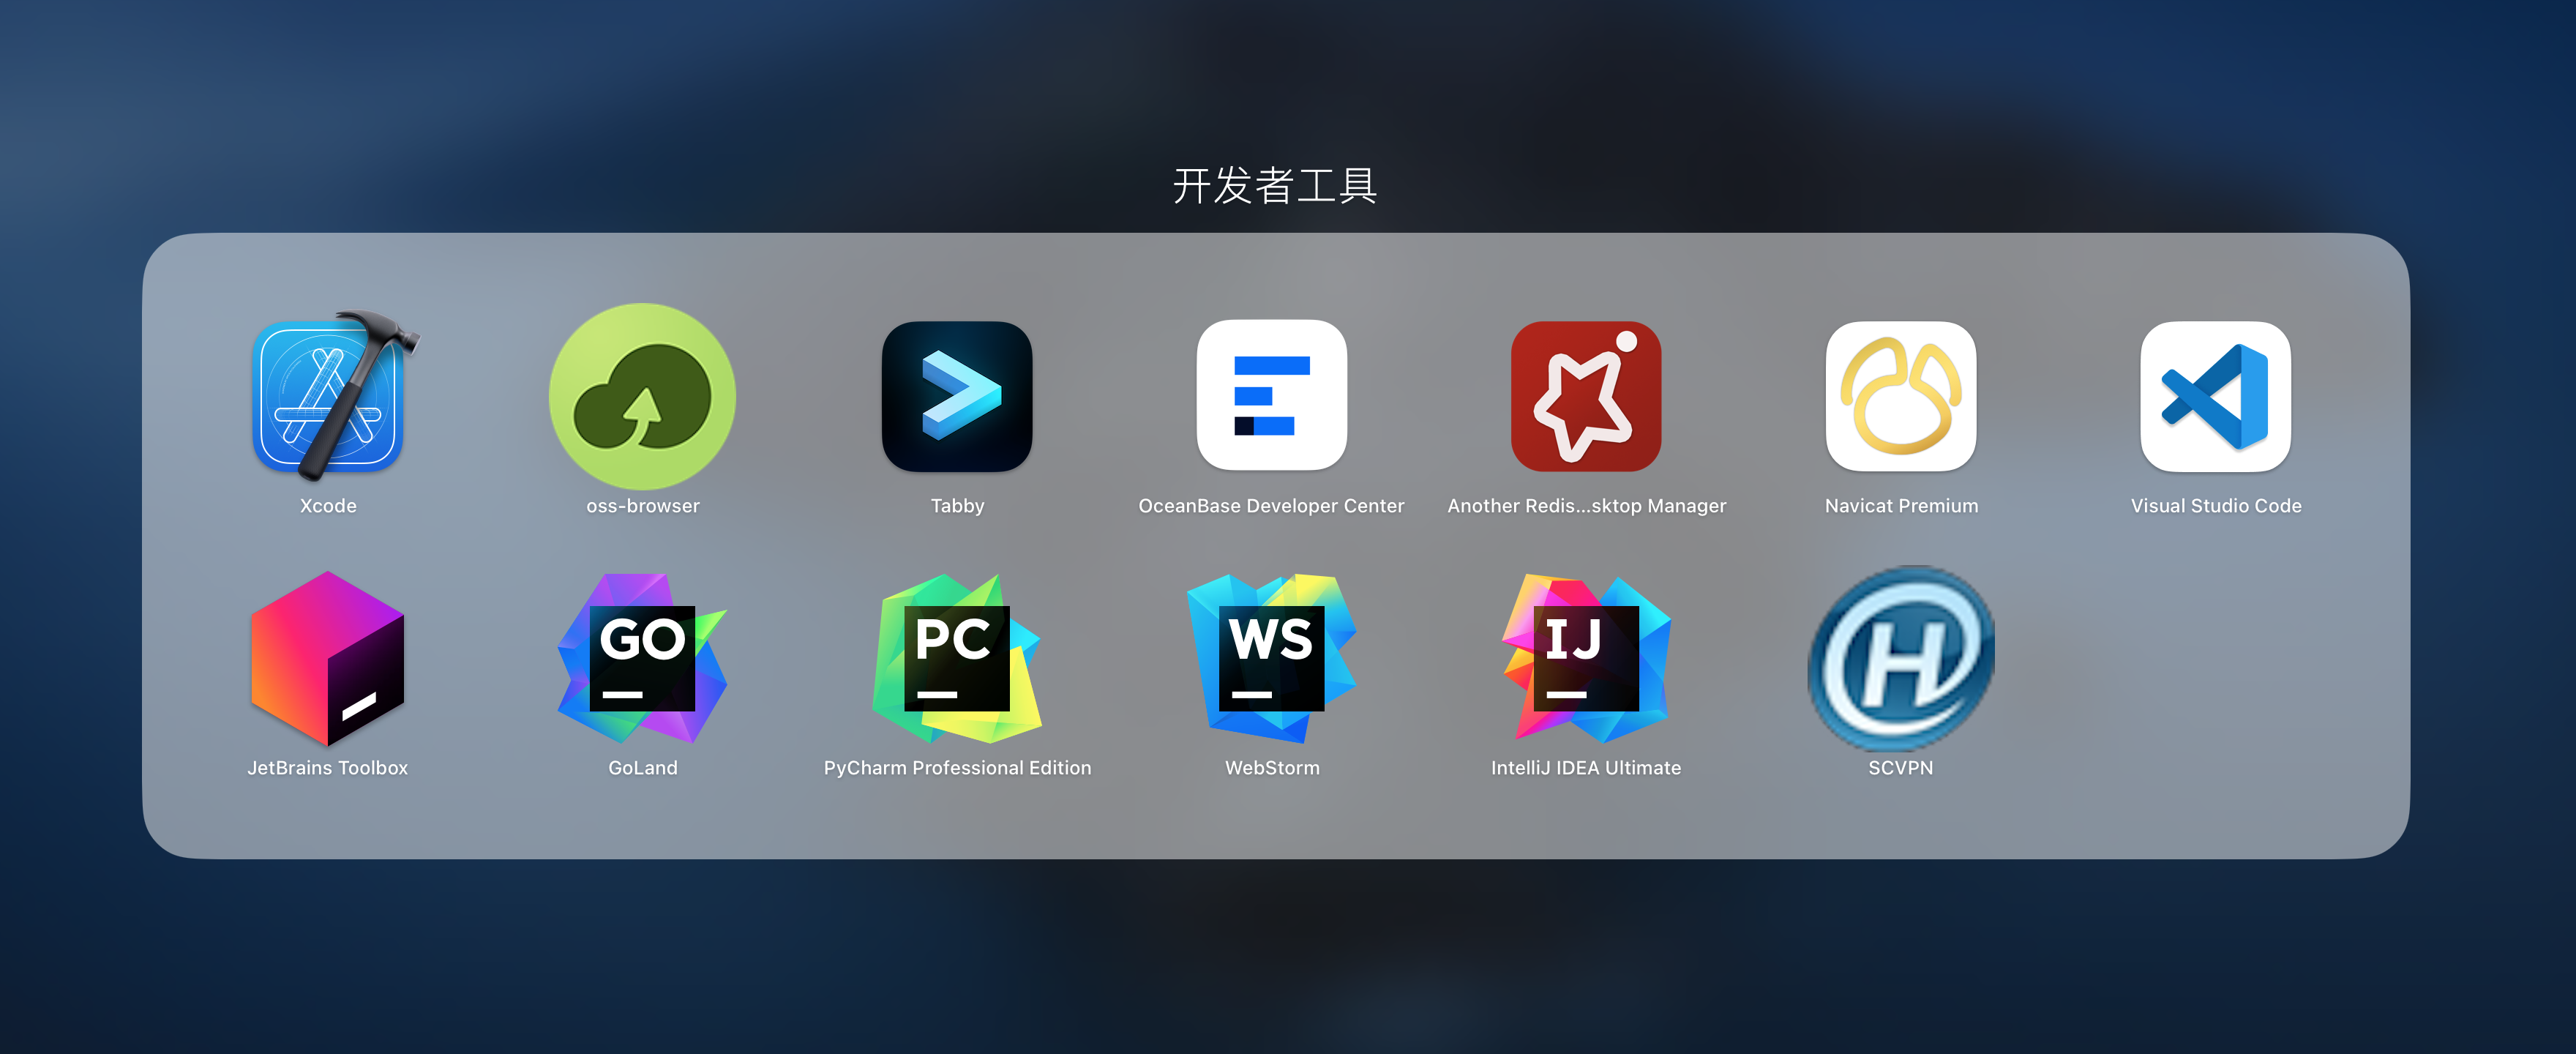 开发者工具
Xcode
oss-browser
Tabby
OceanBase Developer Center
Another Redis...sktop Manager
Navicat Premium
Visual Studio Code
GO
PC
WS
IJ
H
JetBrains Toolbox
GoLand
PyCharm Professional Edition
WebStorm
IntelliJ IDEA Ultimate
SCVPN